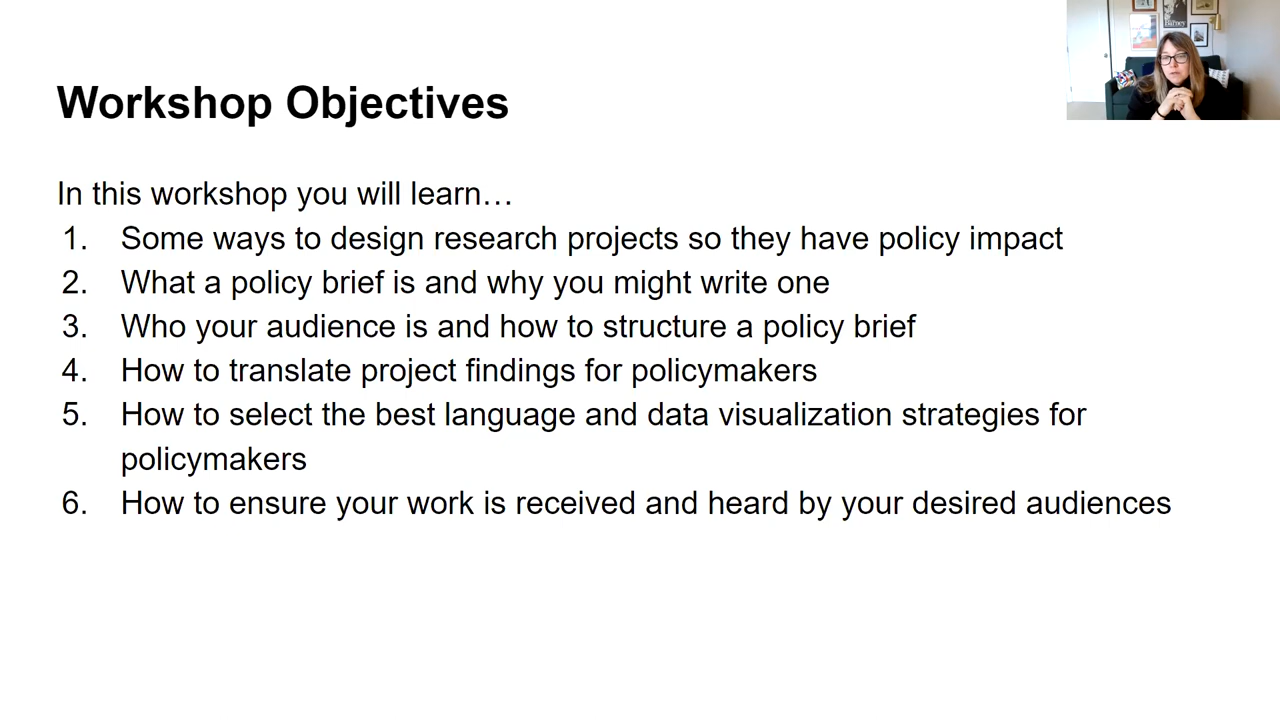 Workshop Objectives
In this workshop you will learn…
1. Some ways to design research projects so they have policy impact
2. What a policy brief is and why you might write one
3. Who your audience is and how to structure a policy brief
4. How to translate project findings for policymakers
5. How to select the best language and data visualization strategies for
policymakers
6. How to ensure your work is received and heard by your desired audiences
Barney